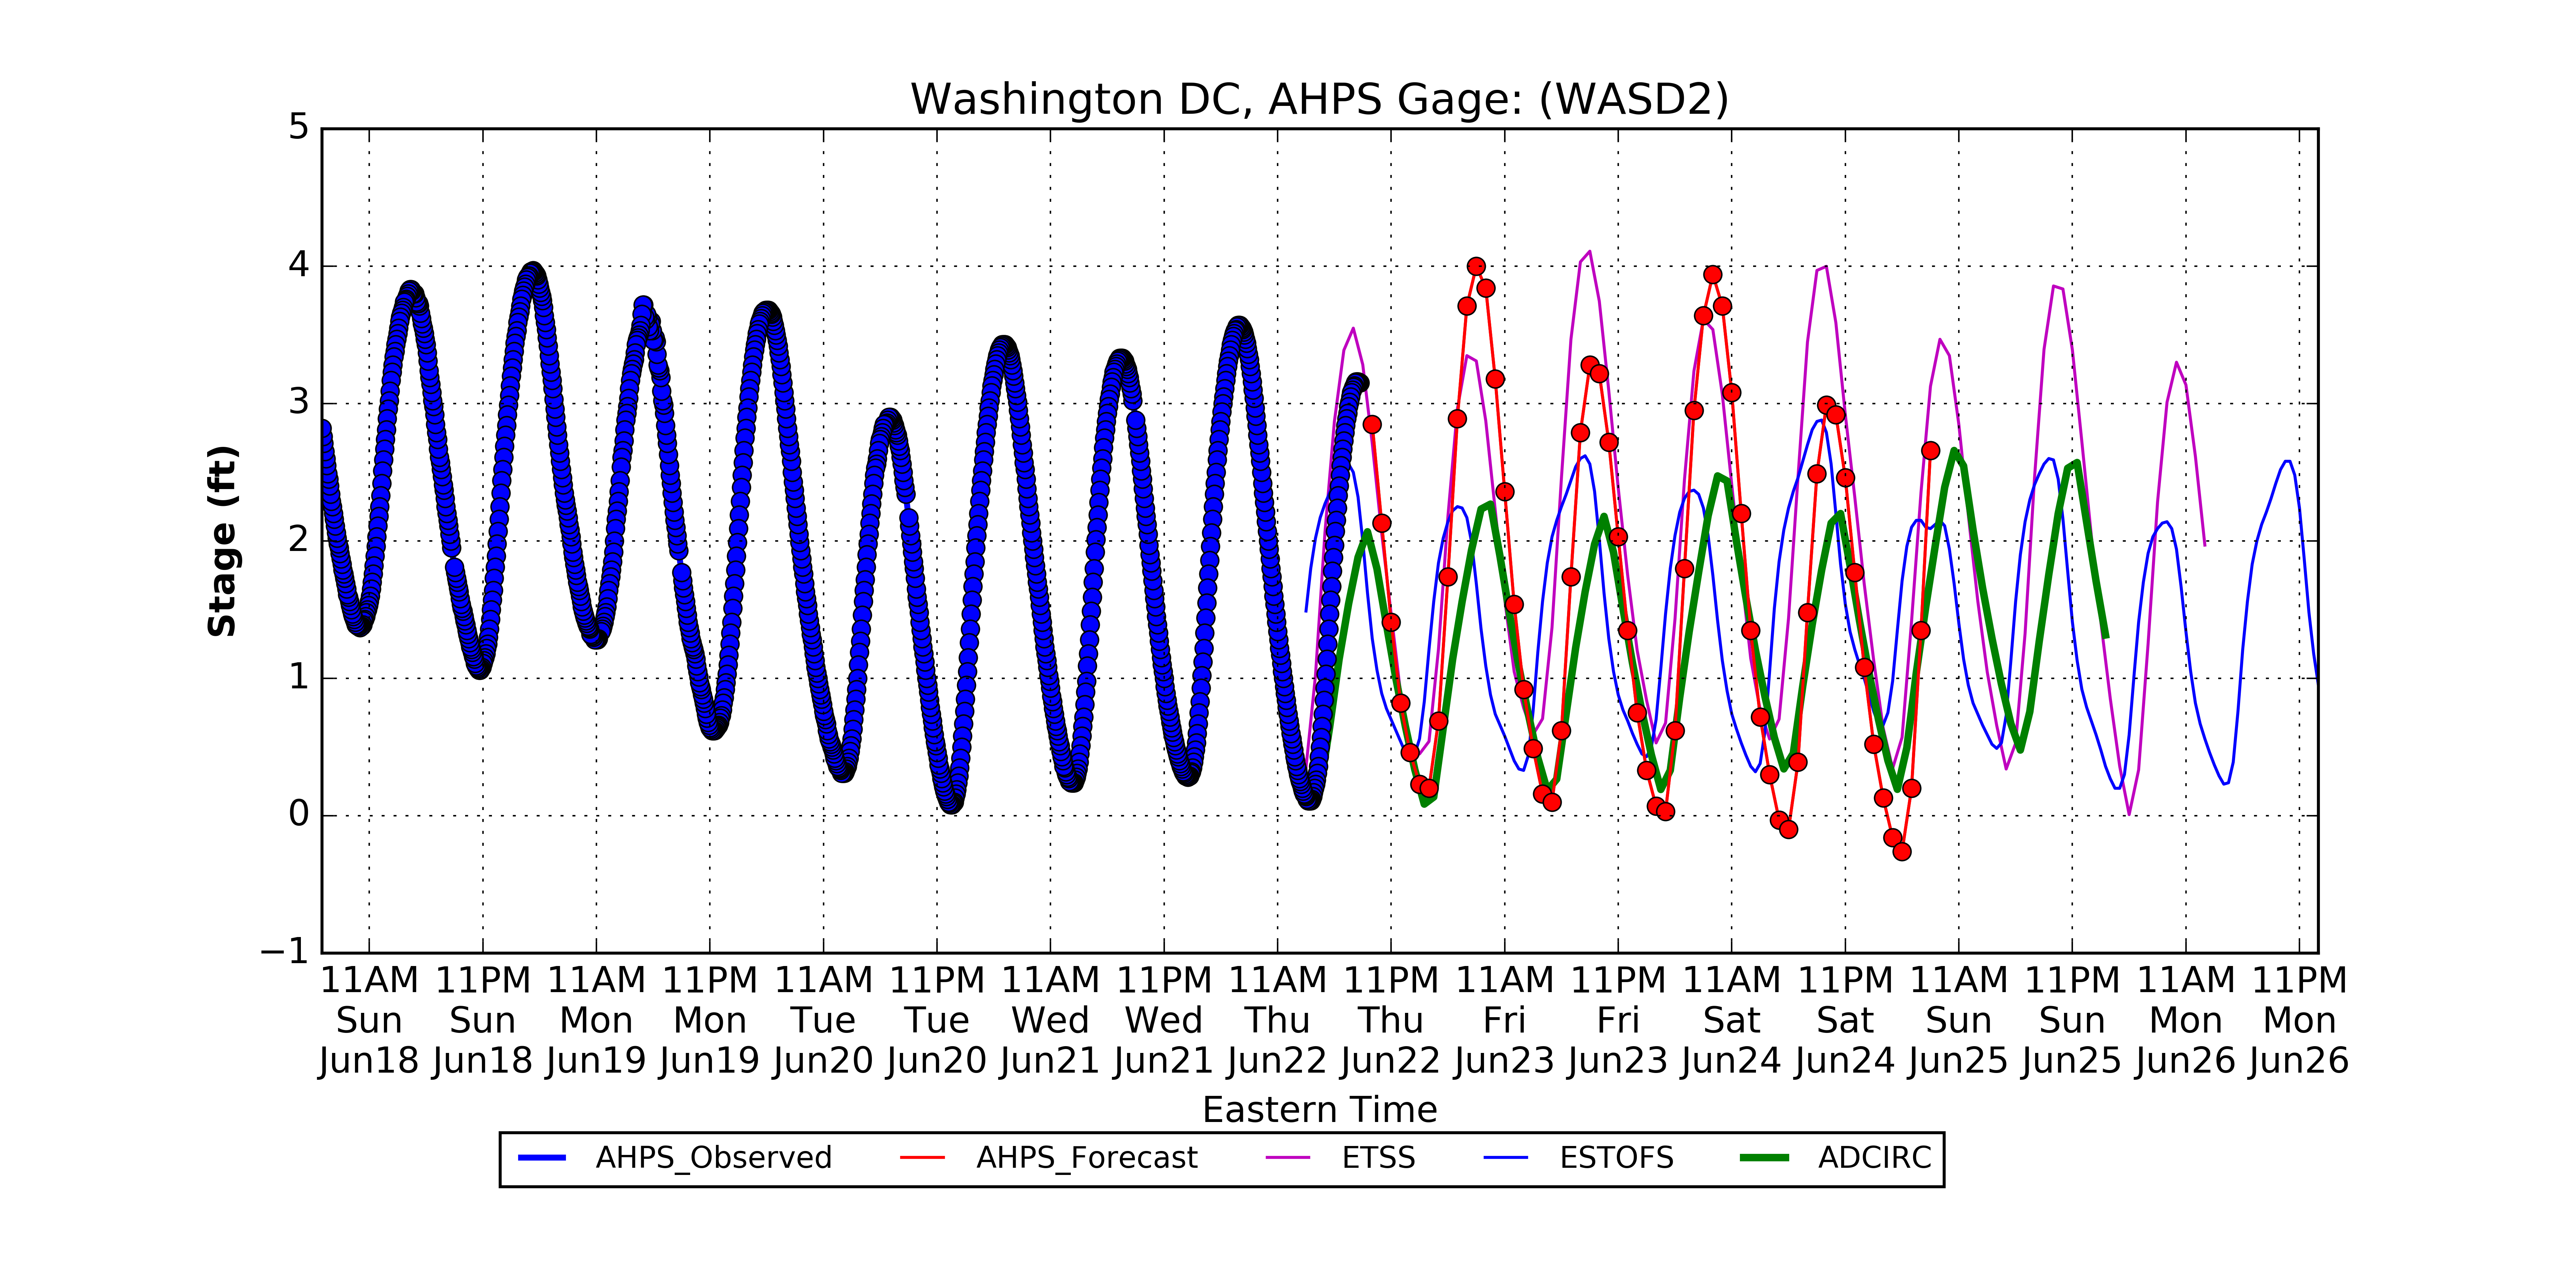 Washington DC, AHPS Gage: (WASD2)
5
4
3
2
1
0
−1
Stage (ft)
11AM 11PM 11AM 11PM 11AM 11PM 11AM 11PM 11AM 11PM 11AM 11PM 11AM 11PM 11AM 11PM 11AM 11PM
Sun Sun Mon Mon Tue Tue Wed Wed Thu Thu Fri Fri Sat Sat Sun Sun Mon Mon
Jun18 Jun18 Jun19 Jun19 Jun20 Jun20 Jun21 Jun21 Jun22 Jun22 Jun23 Jun23 Jun24 Jun24 Jun25 Jun25 Jun26 Jun26
Eastern Time
AHPS_Observed AHPS_Forecast ETSS ESTOFS ADCIRC